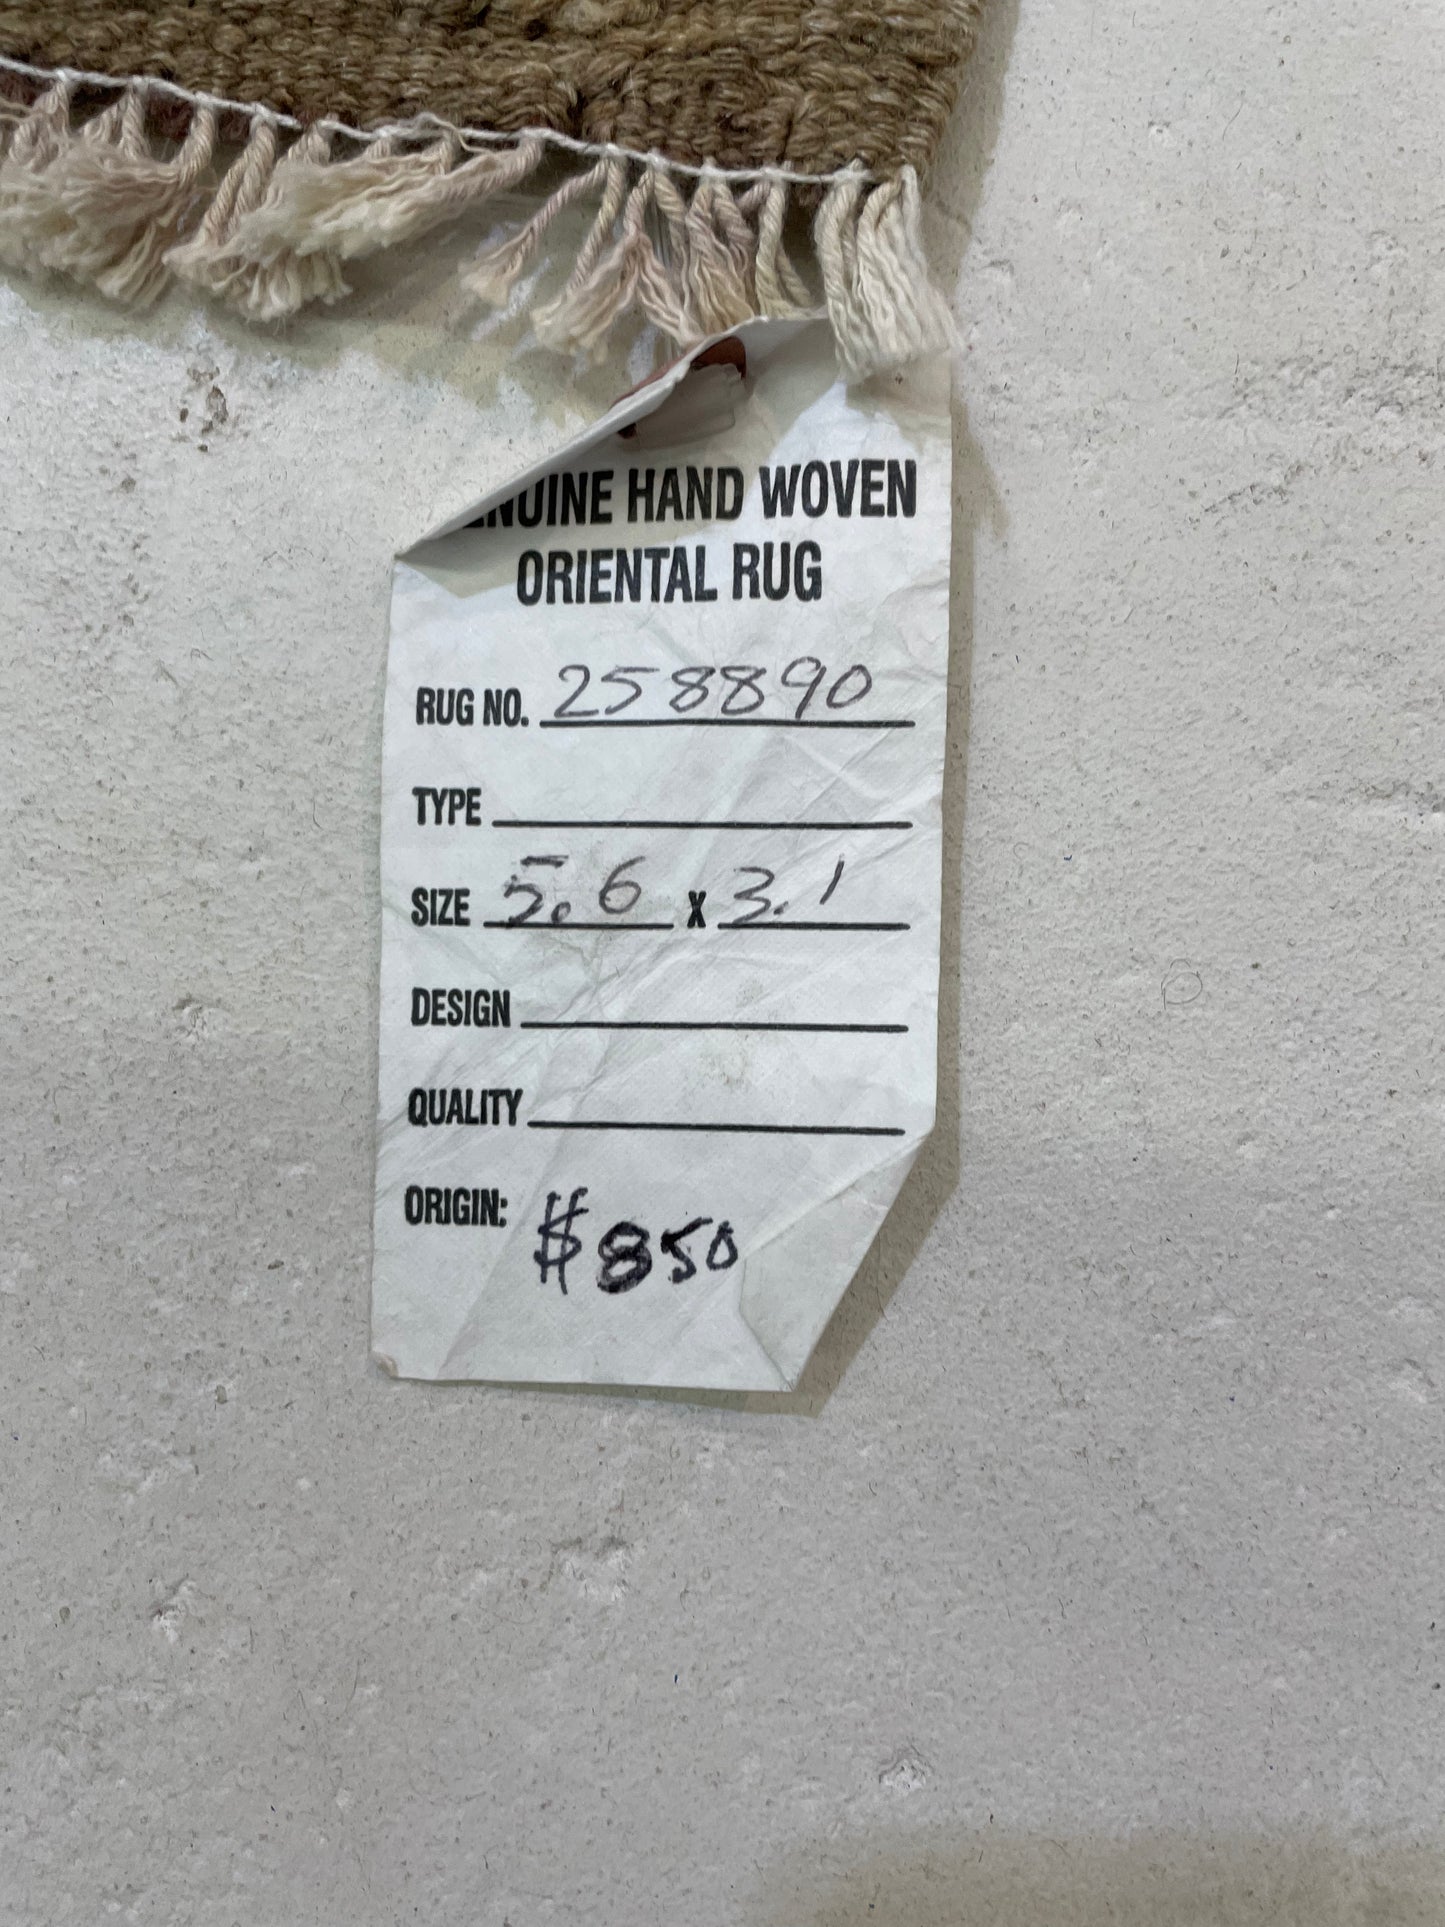 ENUINE HAND WOVEN
ORIENTAL RUG
RUG NO. 258890
TYPE
SIZE 5.6 X 3.1
DESIGN
QUALITY
ORIGIN: $850